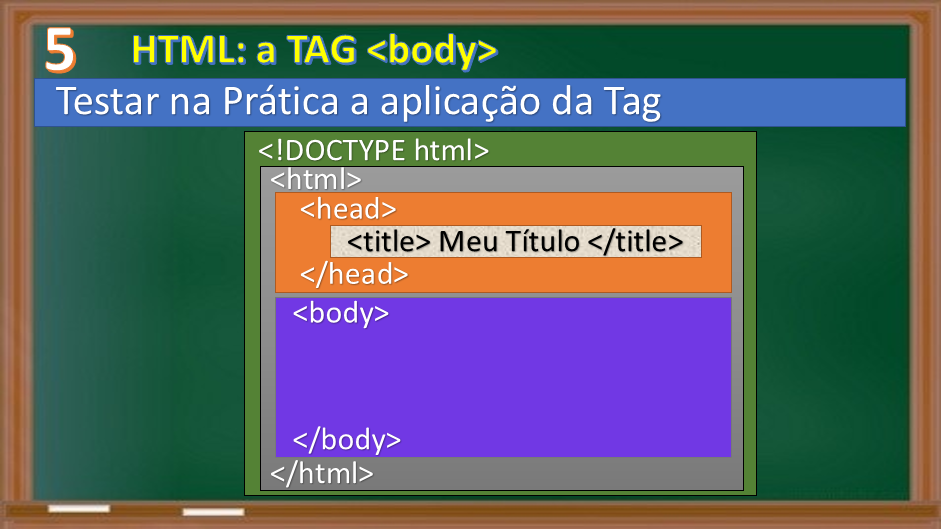 5 HTML: a TAG <body>
Testar na Prática a aplicação da Tag
<!DOCTYPE html>
<html>
<head>
<title> Meu Título </title>
</head>
<body>
</body>
</html>